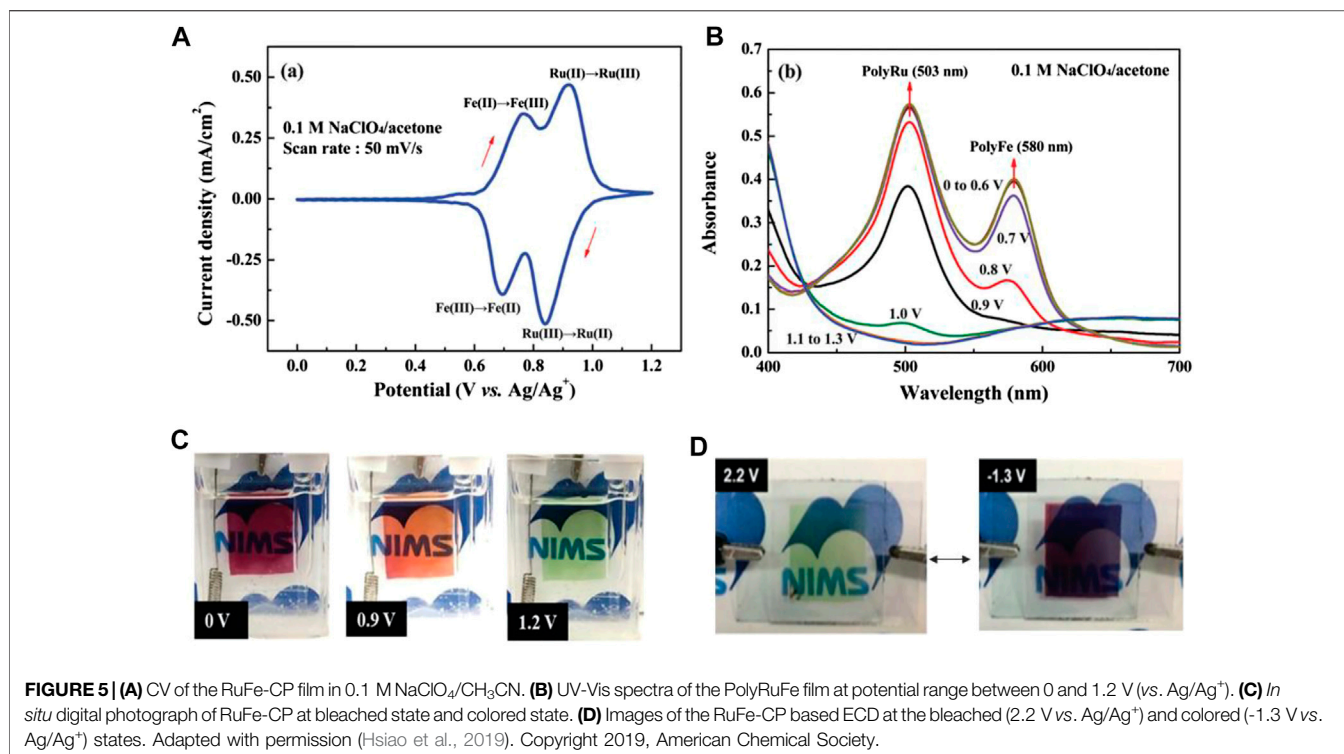 A
(a)
0.50
0.25
0.00
-0.25
-0.50
Current density (mA/cm²)
0.1 M NaClO₄/acetone
Scan rate : 50 mV/s
Fe(II)→Fe(III)
Ru(II)→Ru(III)
Fe(III)→Fe(II)
Ru(III)→Ru(II)
0.0 0.2 0.4 0.6 0.8 1.0 1.2
Potential (V vs. Ag/Ag⁺)
B
(b)
0.7
0.6
0.5
0.4
0.3
0.2
0.1
0.0
Absorbance
PolyRu (503 nm)
0.1 M NaClO₄/acetone
PolyFe (580 nm)
0 to 0.6 V
0.7 V
0.8 V
0.9 V
1.0 V
1.1 to 1.3 V
400 500 600 700
Wavelength (nm)
C
NIMS
0 V
NIMS
0.9 V
NIMS
1.2 V
D
2.2 V
NIMS
-1.3 V
NIMS
FIGURE 5 | (A) CV of the RuFe-CP film in 0.1 M NaClO₄/CH₃CN. (B) UV-Vis spectra of the PolyRuFe film at potential range between 0 and 1.2 V (vs. Ag/Ag⁺). (C) In
situ digital photograph of RuFe-CP at bleached state and colored state. (D) Images of the RuFe-CP based ECD at the bleached (2.2 V vs. Ag/Ag⁺) and colored (-1.3 V vs.
Ag/Ag⁺) states. Adapted with permission (Hsiao et al., 2019). Copyright 2019, American Chemical Society.